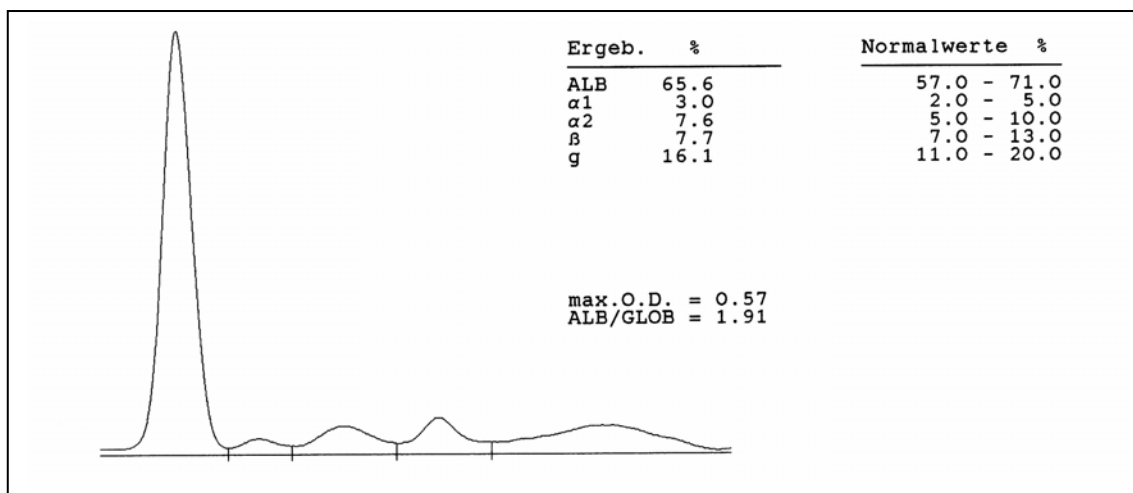 Ergeb. %
ALB 65.6
α1 3.0
α2 7.6
ß 7.7
g 16.1
Normalwerte %
57.0 - 71.0
2.0 - 5.0
5.0 - 10.0
7.0 - 13.0
11.0 - 20.0
max.O.D. = 0.57
ALB/GLOB = 1.91